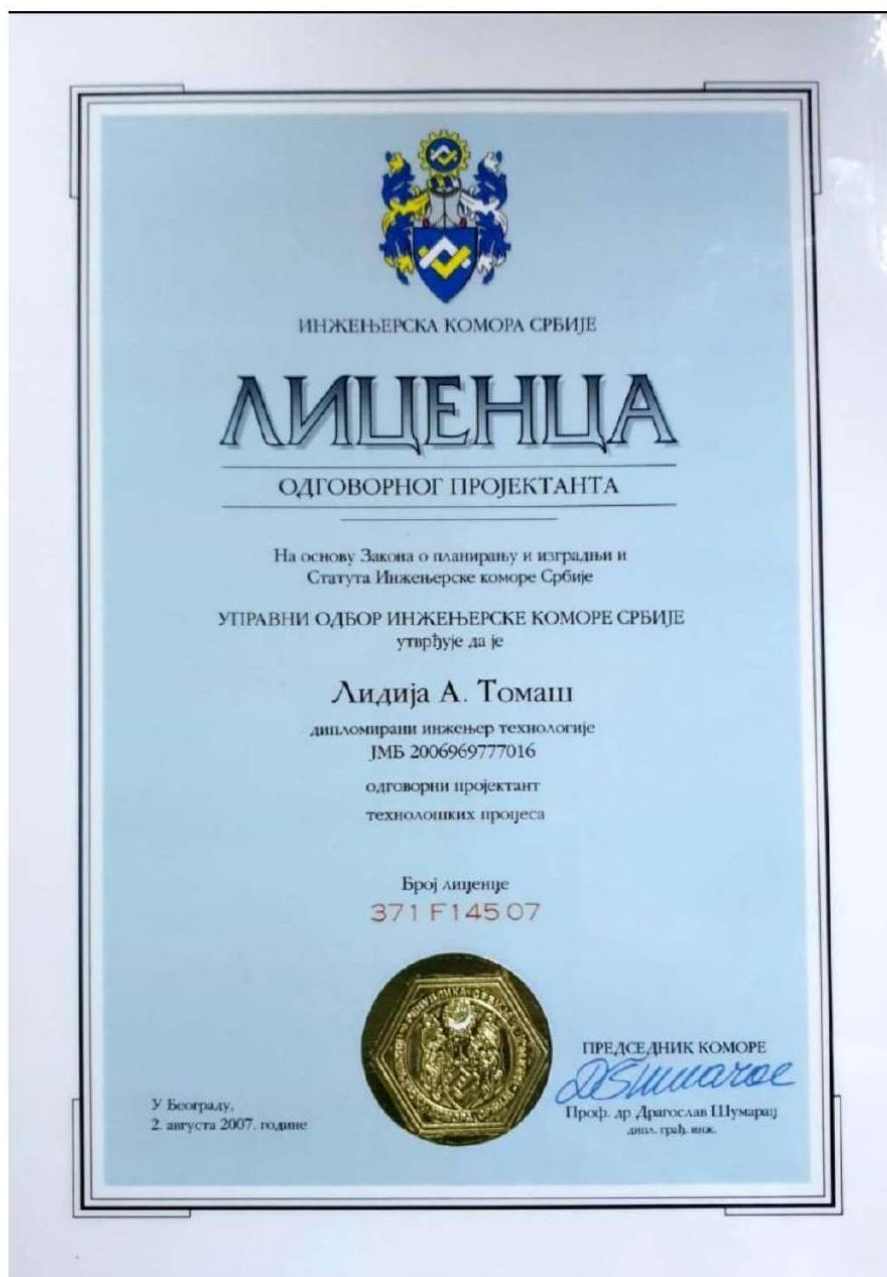 ИНЖЕЊЕРСКА КОМОРА СРБИЈЕ
ЛИЦЕНЦА
ОДГОВОРНОГ ПРОЈЕКТАНТА
На основу Закона о планирању и изградњи и
Статута Инжењерске коморе Србије
УПРАВНИ ОДБОР ИНЖЕЊЕРСКЕ КОМОРЕ СРБИЈЕ
утврђује да је
Лидија А. Томаш
дипломирани инжењер технологије
ЈМБ 2006969777016
одговорни пројектант
технолошких процеса
Број лиценце
371 F145 07
ПРЕДСЕДНИК КОМОРЕ
Проф. др Драгослав Шумарац
дипл. грађ. инж.
У Београду,
2. августа 2007. године